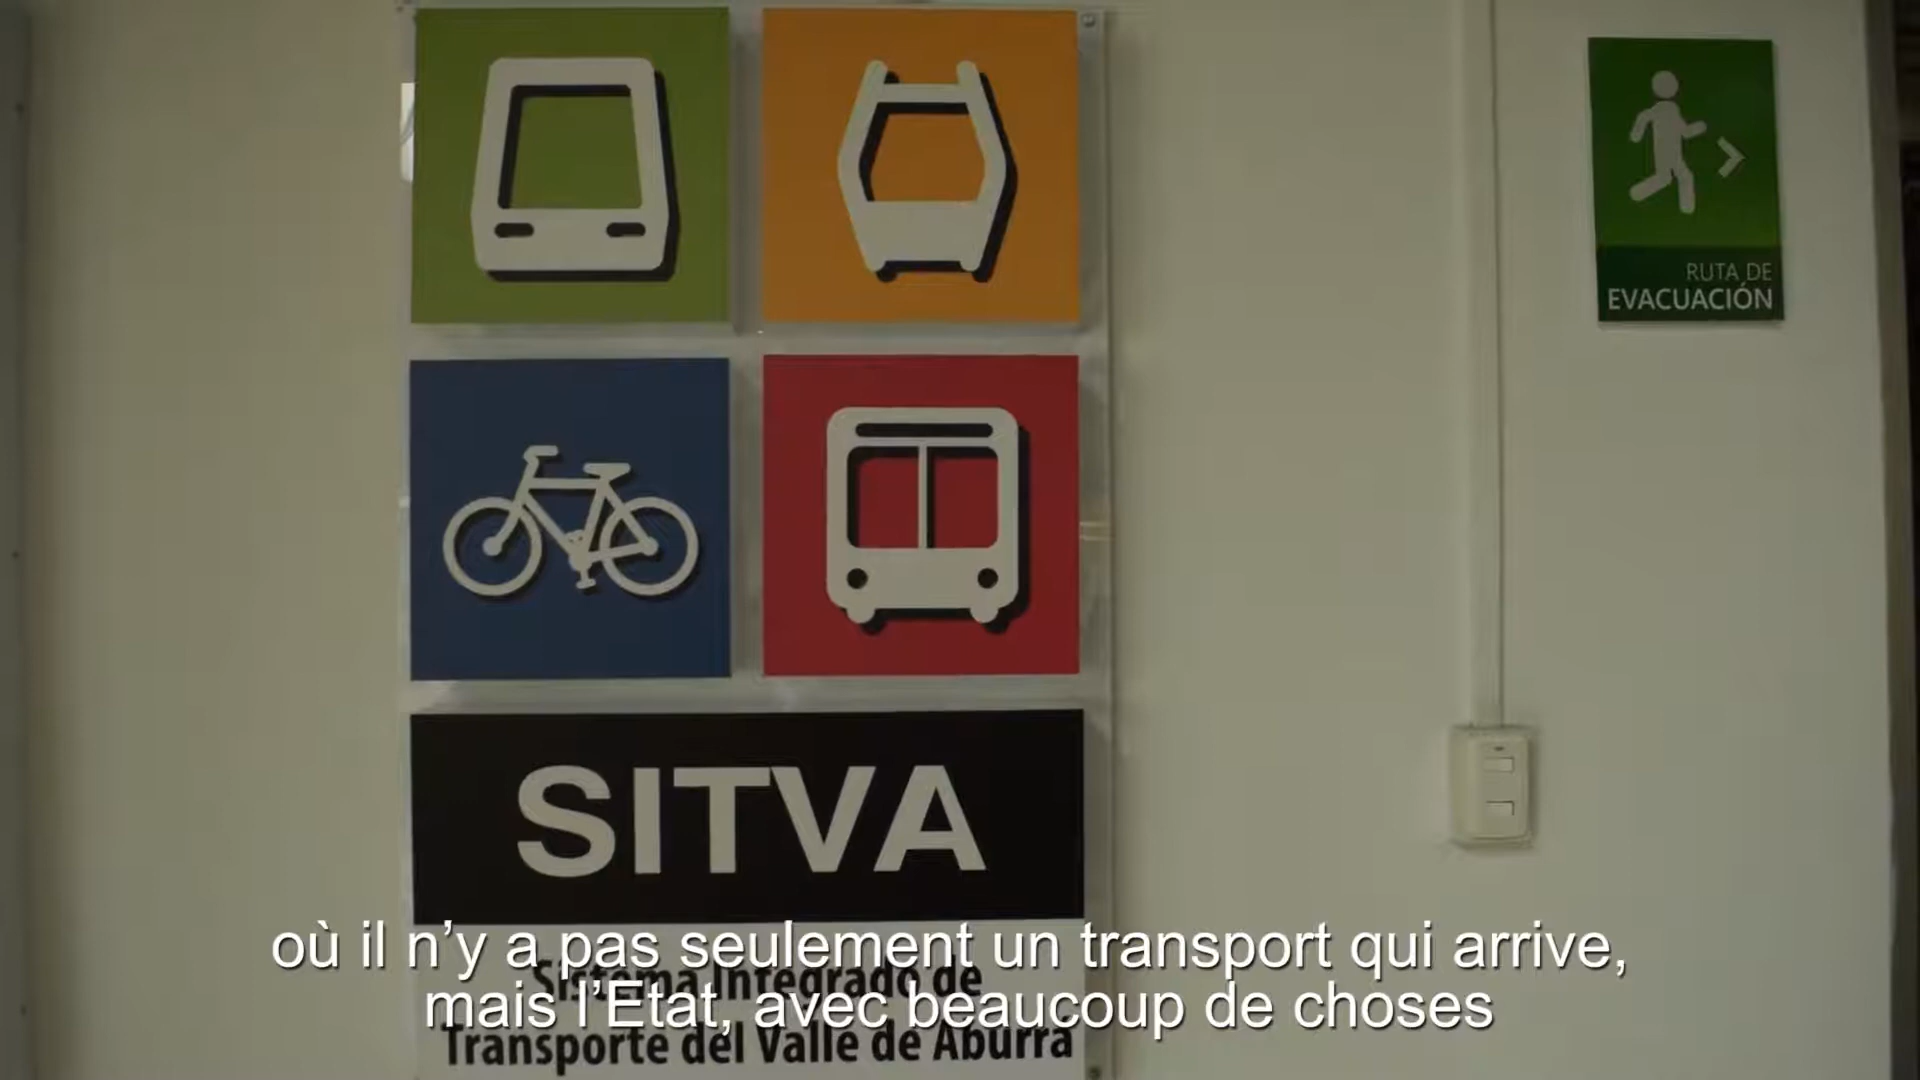 RUTA DE
EVACUACIÓN
SITVA
Sistema Integrado de
Transporte del Valle de Aburrá
où il n’y a pas seulement un transport qui arrive,
mais l’Etat, avec beaucoup de choses